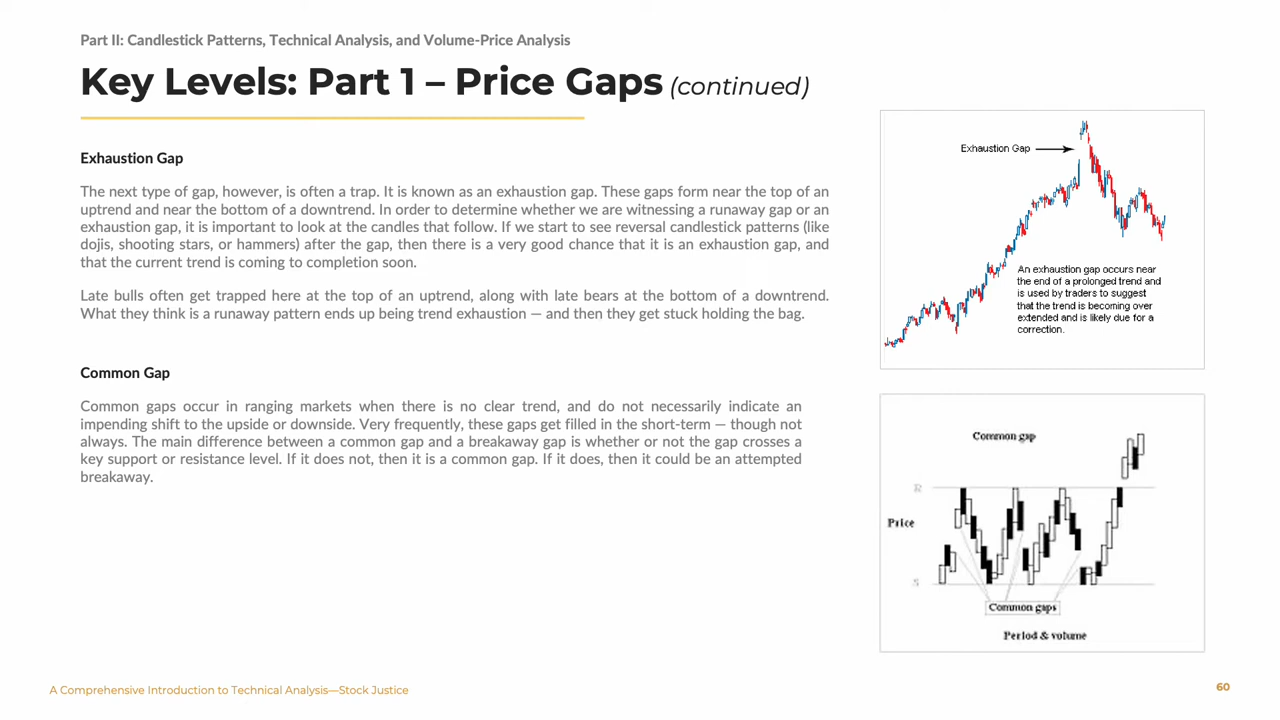 Part II: Candlestick Patterns, Technical Analysis, and Volume-Price Analysis
Key Levels: Part 1 – Price Gaps (continued)
Exhaustion Gap
The next type of gap, however, is often a trap. It is known as an exhaustion gap. These gaps form near the top of an
uptrend and near the bottom of a downtrend. In order to determine whether we are witnessing a runaway gap or an
exhaustion gap, it is important to look at the candles that follow. If we start to see reversal candlestick patterns (like
dojis, shooting stars, or hammers) after the gap, then there is a very good chance that it is an exhaustion gap, and
that the current trend is coming to completion soon.
Late bulls often get trapped here at the top of an uptrend, along with late bears at the bottom of a downtrend.
What they think is a runaway pattern ends up being trend exhaustion — and then they get stuck holding the bag.
Common Gap
Common gaps occur in ranging markets when there is no clear trend, and do not necessarily indicate an
impending shift to the upside or downside. Very frequently, these gaps get filled in the short-term — though not
always. The main difference between a common gap and a breakaway gap is whether or not the gap crosses a
key support or resistance level. If it does not, then it is a common gap. If it does, then it could be an attempted
breakaway.
Exhaustion Gap
An exhaustion gap occurs near
the end of a prolonged trend and
is used by traders to suggest
that the trend is becoming over
extended and is likely due for a
correction.
Common gap
R
Price
S
Common gaps
Period & volume
A Comprehensive Introduction to Technical Analysis—Stock Justice
60